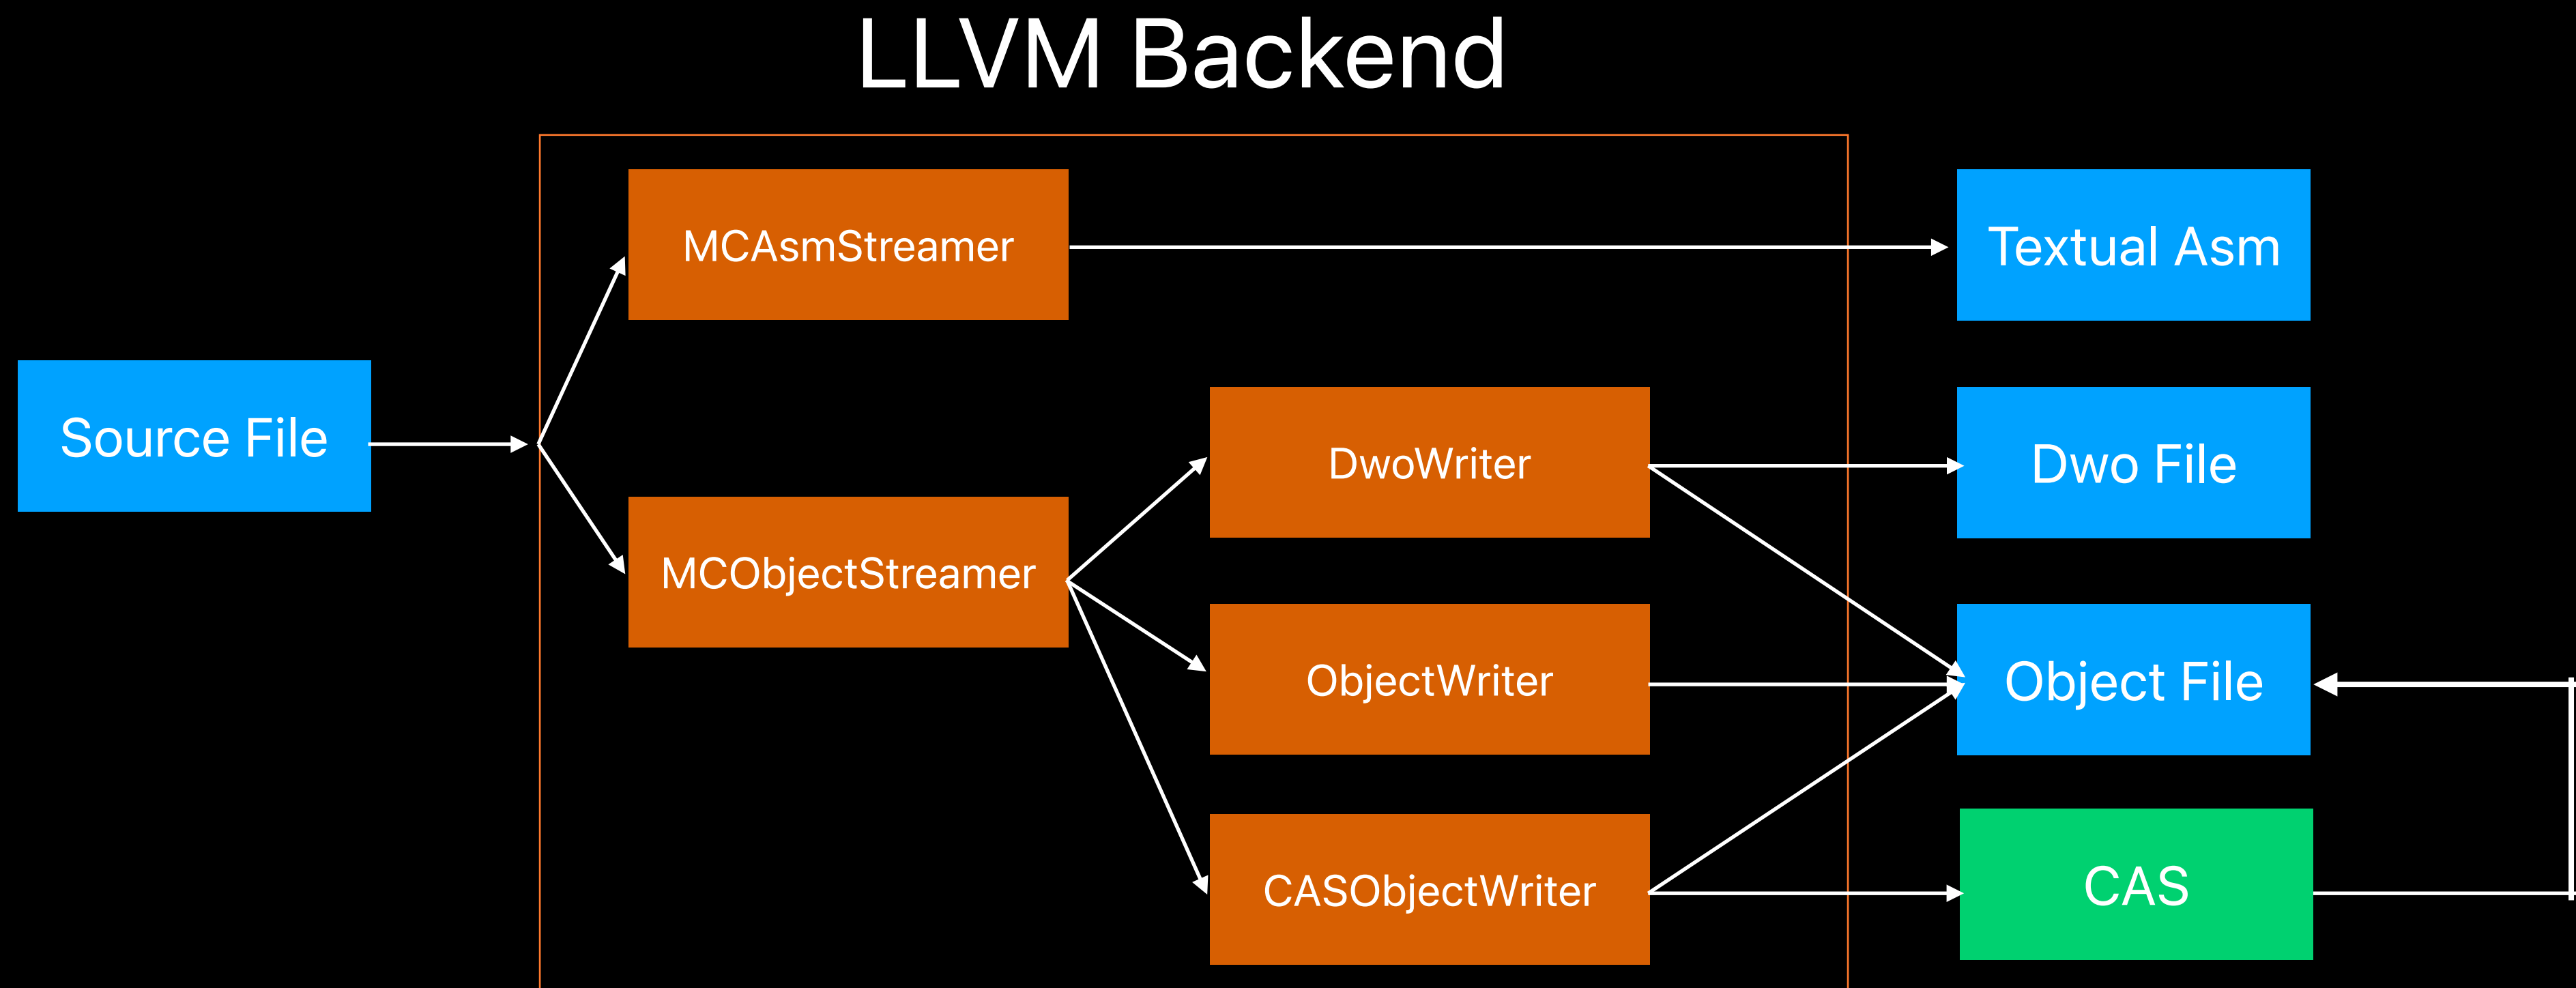 LLVM Backend
MCAsmStreamer
Textual Asm
Source File
DwoWriter
Dwo File
MCObjectStreamer
ObjectWriter
Object File
CASObjectWriter
CAS